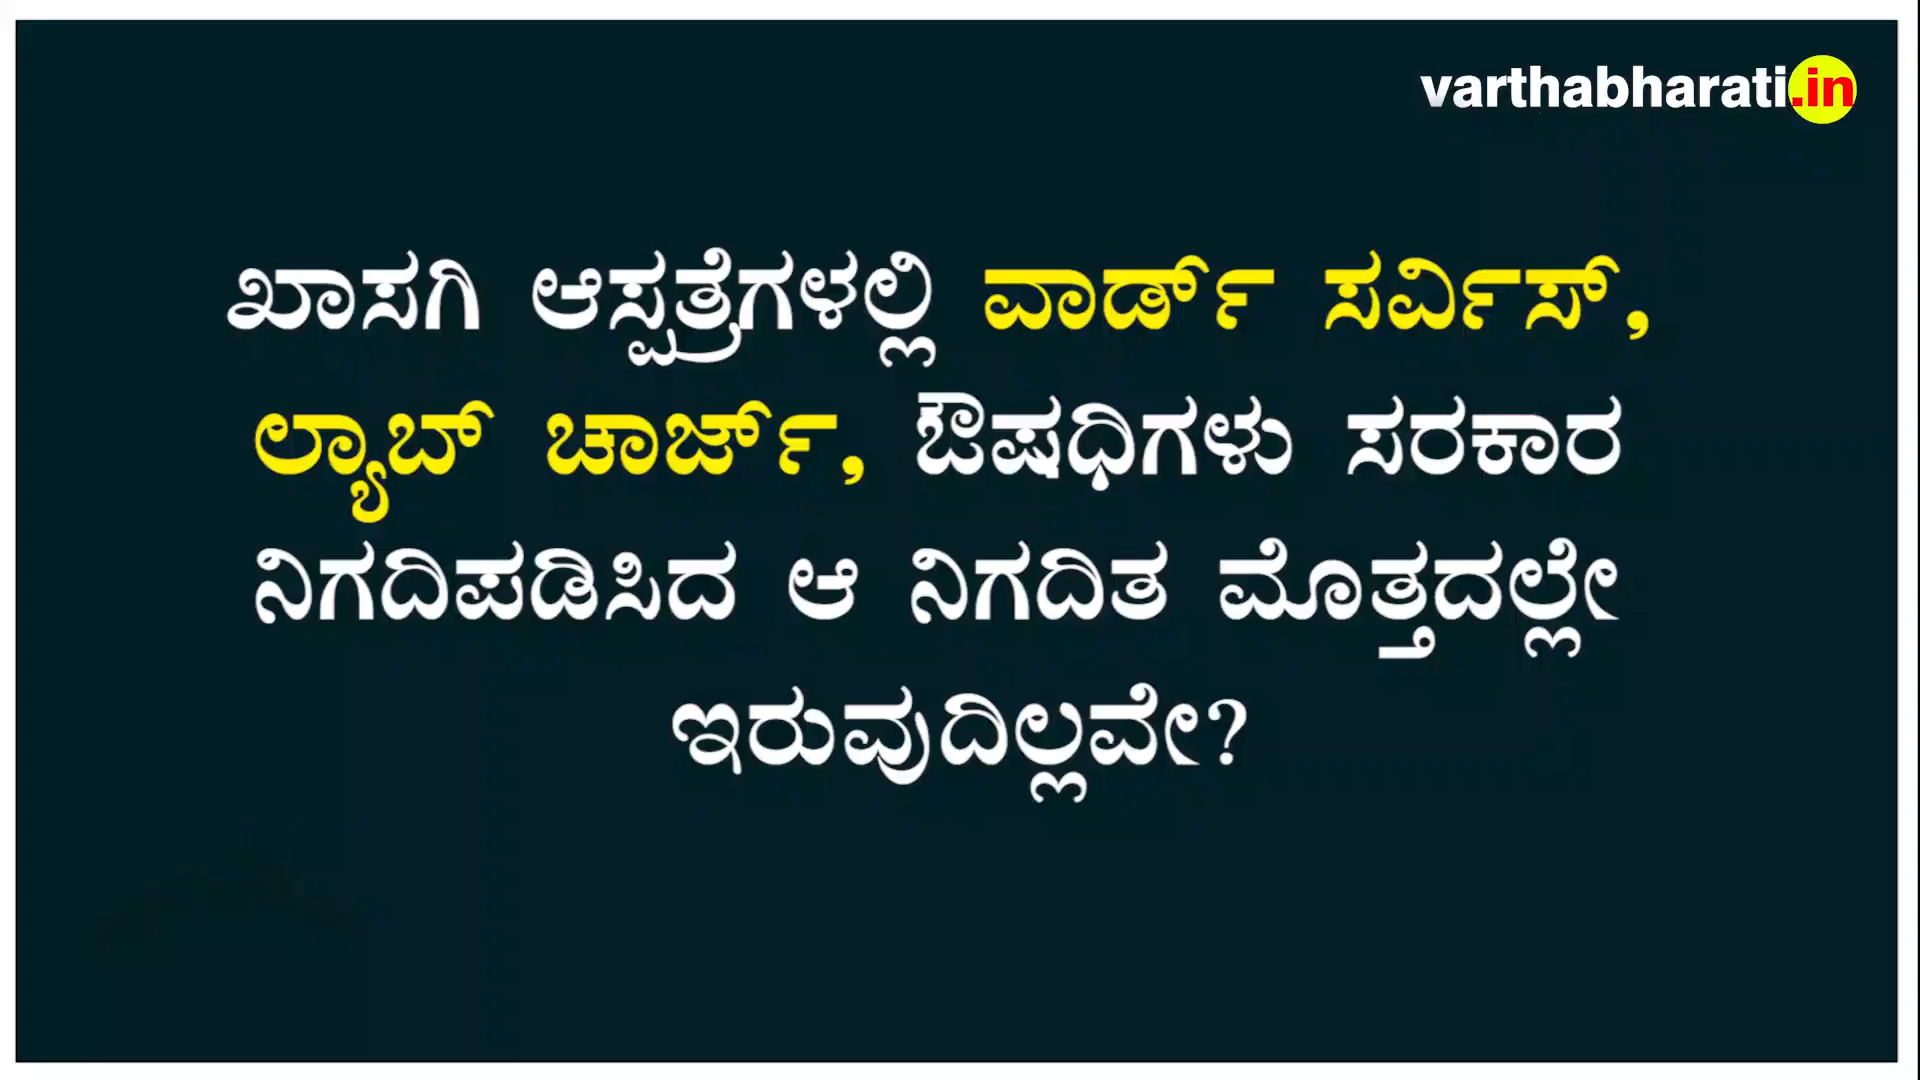 varthabharati.in
ಖಾಸಗಿ ಆಸ್ಪತ್ರೆಗಳಲ್ಲಿ ವಾರ್ಡ್ ಸರ್ವಿಸ್,
ಲ್ಯಾಬ್ ಚಾರ್ಜ್, ಔಷಧಿಗಳು ಸರಕಾರ
ನಿಗದಿಪಡಿಸಿದ ಆ ನಿಗದಿತ ಮೊತ್ತದಲ್ಲೇ
ಇರುವುದಿಲ್ಲವೇ?